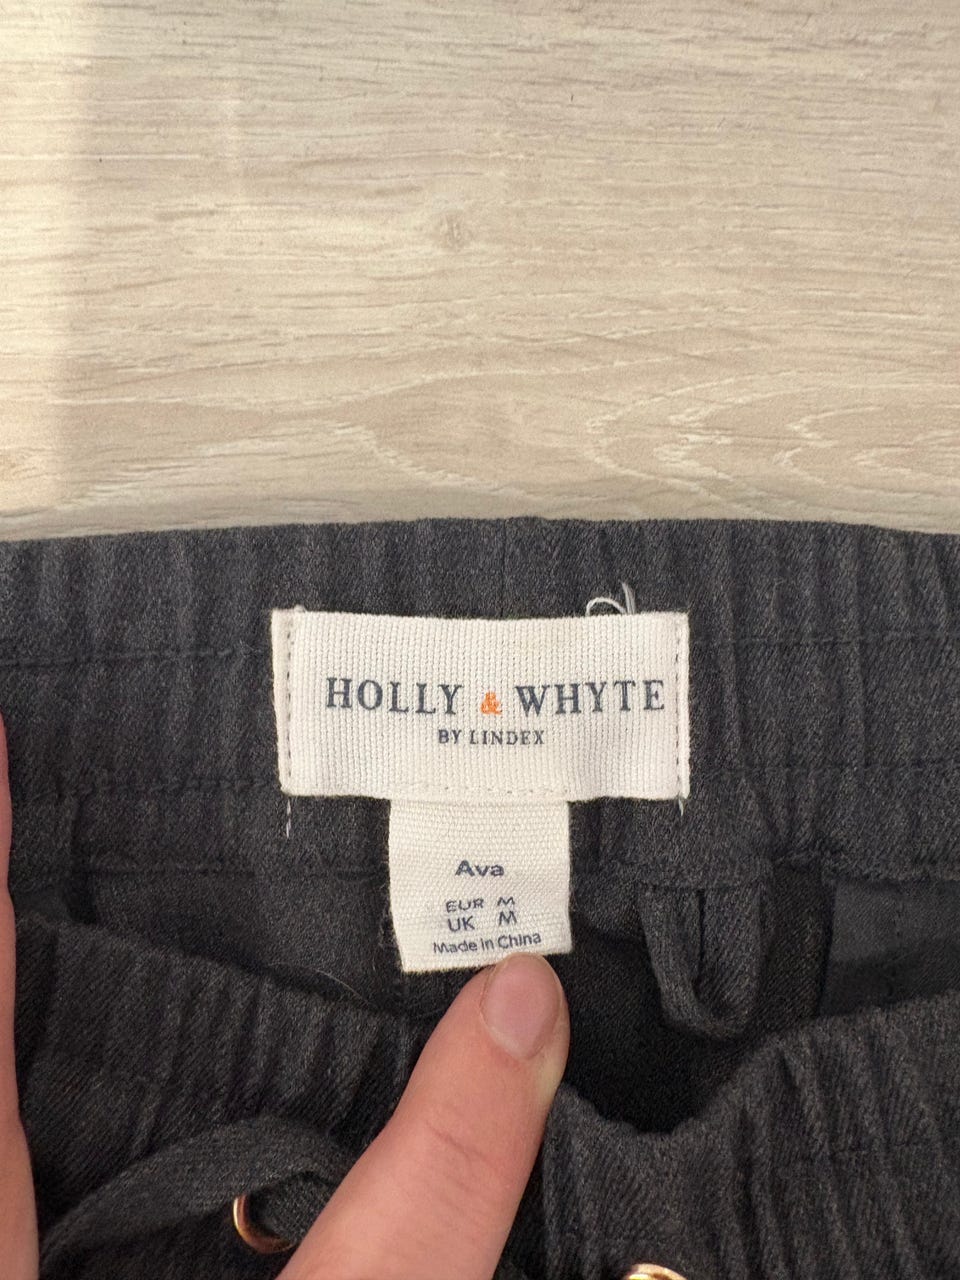 HOLLY & WHYTE
BY LINDEX
Ava
EUR M
UK M
Made in China